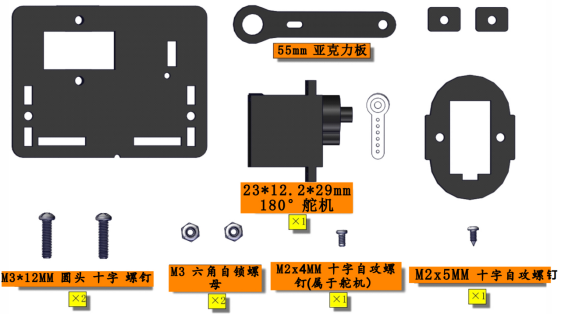 55mm 亚克力板
23*12.2*29mm
180°舵机
×1
M3*12MM 圆头 十字 螺钉
×2
M3 六角自锁螺
母
×2
M2x4MM 十字自攻螺
钉(属于舵机)
×1
M2x5MM 十字自攻螺钉
×1